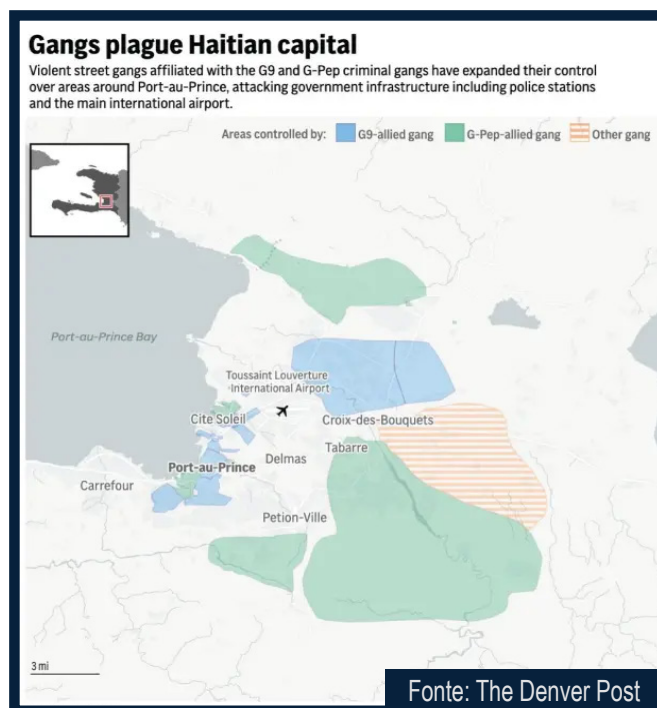 Gangs plague Haitian capital
Violent street gangs affiliated with the G9 and G-Pep criminal gangs have expanded their control
over areas around Port-au-Prince, attacking government infrastructure including police stations
and the main international airport.
Areas controlled by: G9-allied gang G-Pep-allied gang Other gang
Port-au-Prince Bay
Toussaint Louverture
International Airport
Cite Soleil
Croix-des-Bouquets
Tabarre
Delmas
Port-au-Prince
Carrefour
Petion-Ville
3 mi
Fonte: The Denver Post